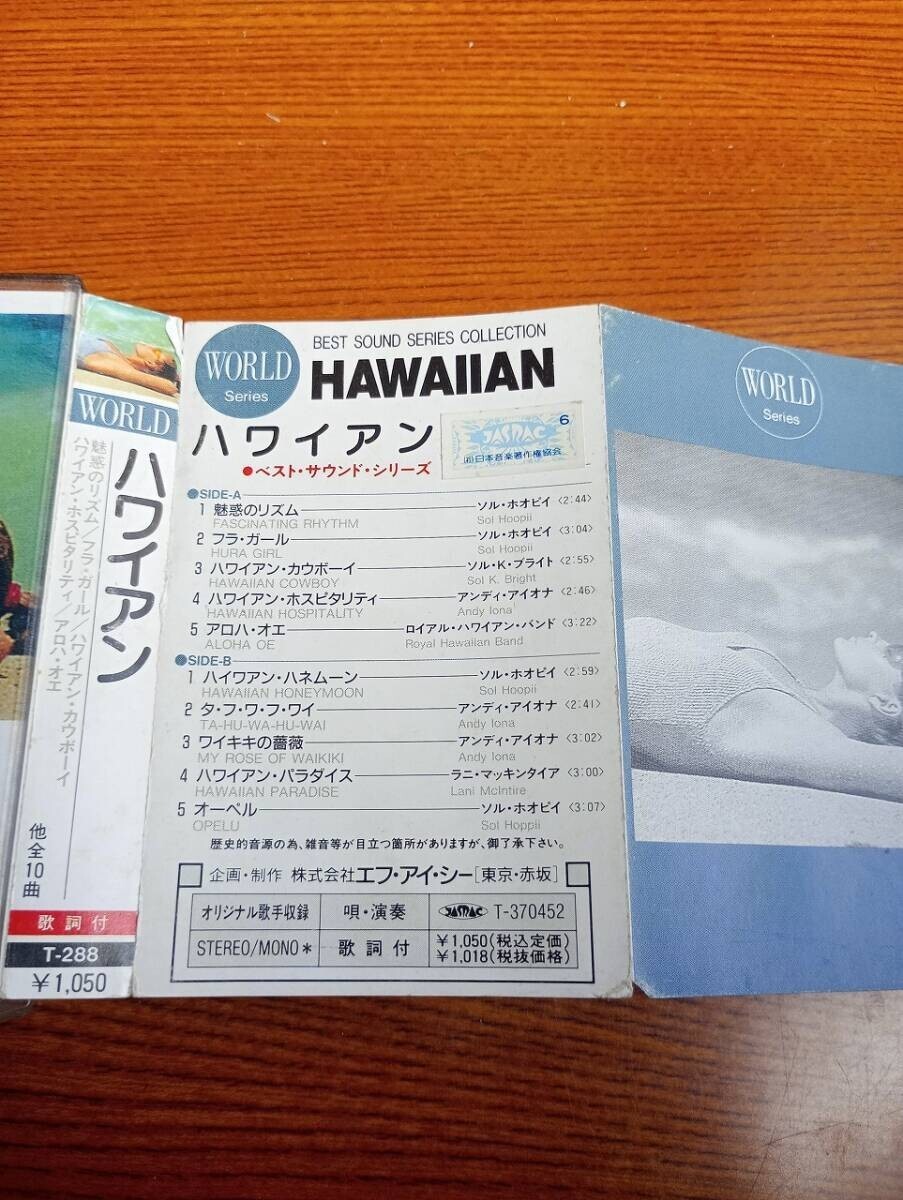 WORLD
ハワイアン
魅惑のリズム/フラ・ガール/ハワイアン・カウボーイ
ハワイアン・ホスピタリティ/アロハ・オエ
他全10曲
歌詞付
T-288
¥1,050
WORLD
Series
BEST SOUND SERIES COLLECTION
HAWAIIAN
ハワイアン
●ベスト・サウンド・シリーズ
6
JASRAC
(社)日本音楽著作権協会
●SIDE-A
1 魅惑のリズム ソル・ホオピイ 〈2:44〉
FASCINATING RHYTHM Sol Hoopii
2 フラ・ガール ソル・ホオピイ 〈3:04〉
HURA GIRL Sol Hoopii
3 ハワイアン・カウボーイ ソル・K・ブライト 〈2:55〉
HAWAIIAN COWBOY Sol K. Bright
4 ハワイアン・ホスピタリティ アンディ・アイオナ 〈2:46〉
HAWAIIAN HOSPITALITY Andy Iona
5 アロハ・オエ ロイアル・ハワイアン・バンド 〈3:22〉
ALOHA OE Royal Hawaiian Band
●SIDE-B
1 ハイワアン・ハネムーン ソル・ホオピイ 〈2:59〉
HAWAIIAN HONEYMOON Sol Hoopii
2 タ・フ・ワ・フ・ワイ アンディ・アイオナ 〈2:41〉
TA-HU-WA-HU-WAI Andy Iona
3 ワイキキの薔薇 アンディ・アイオナ 〈3:02〉
MY ROSE OF WAIKIKI Andy Iona
4 ハワイアン・パラダイス ラニ・マッキンタイア 〈3:00〉
HAWAIIAN PARADISE Lani McIntire
5 オーペル ソル・ホオピイ 〈3:07〉
OPELU Sol Hoppii
歴史的音源の為、雑音等が目立つ箇所がありますが、御了承下さい。
企画・制作 株式会社エフ・アイ・シー[東京・赤坂]
オリジナル歌手収録 唄・演奏 JASRAC T-370452
STEREO/MONO* 歌詞付 ¥1,050(税込定価)
¥1,018(税抜価格)
WORLD
Series